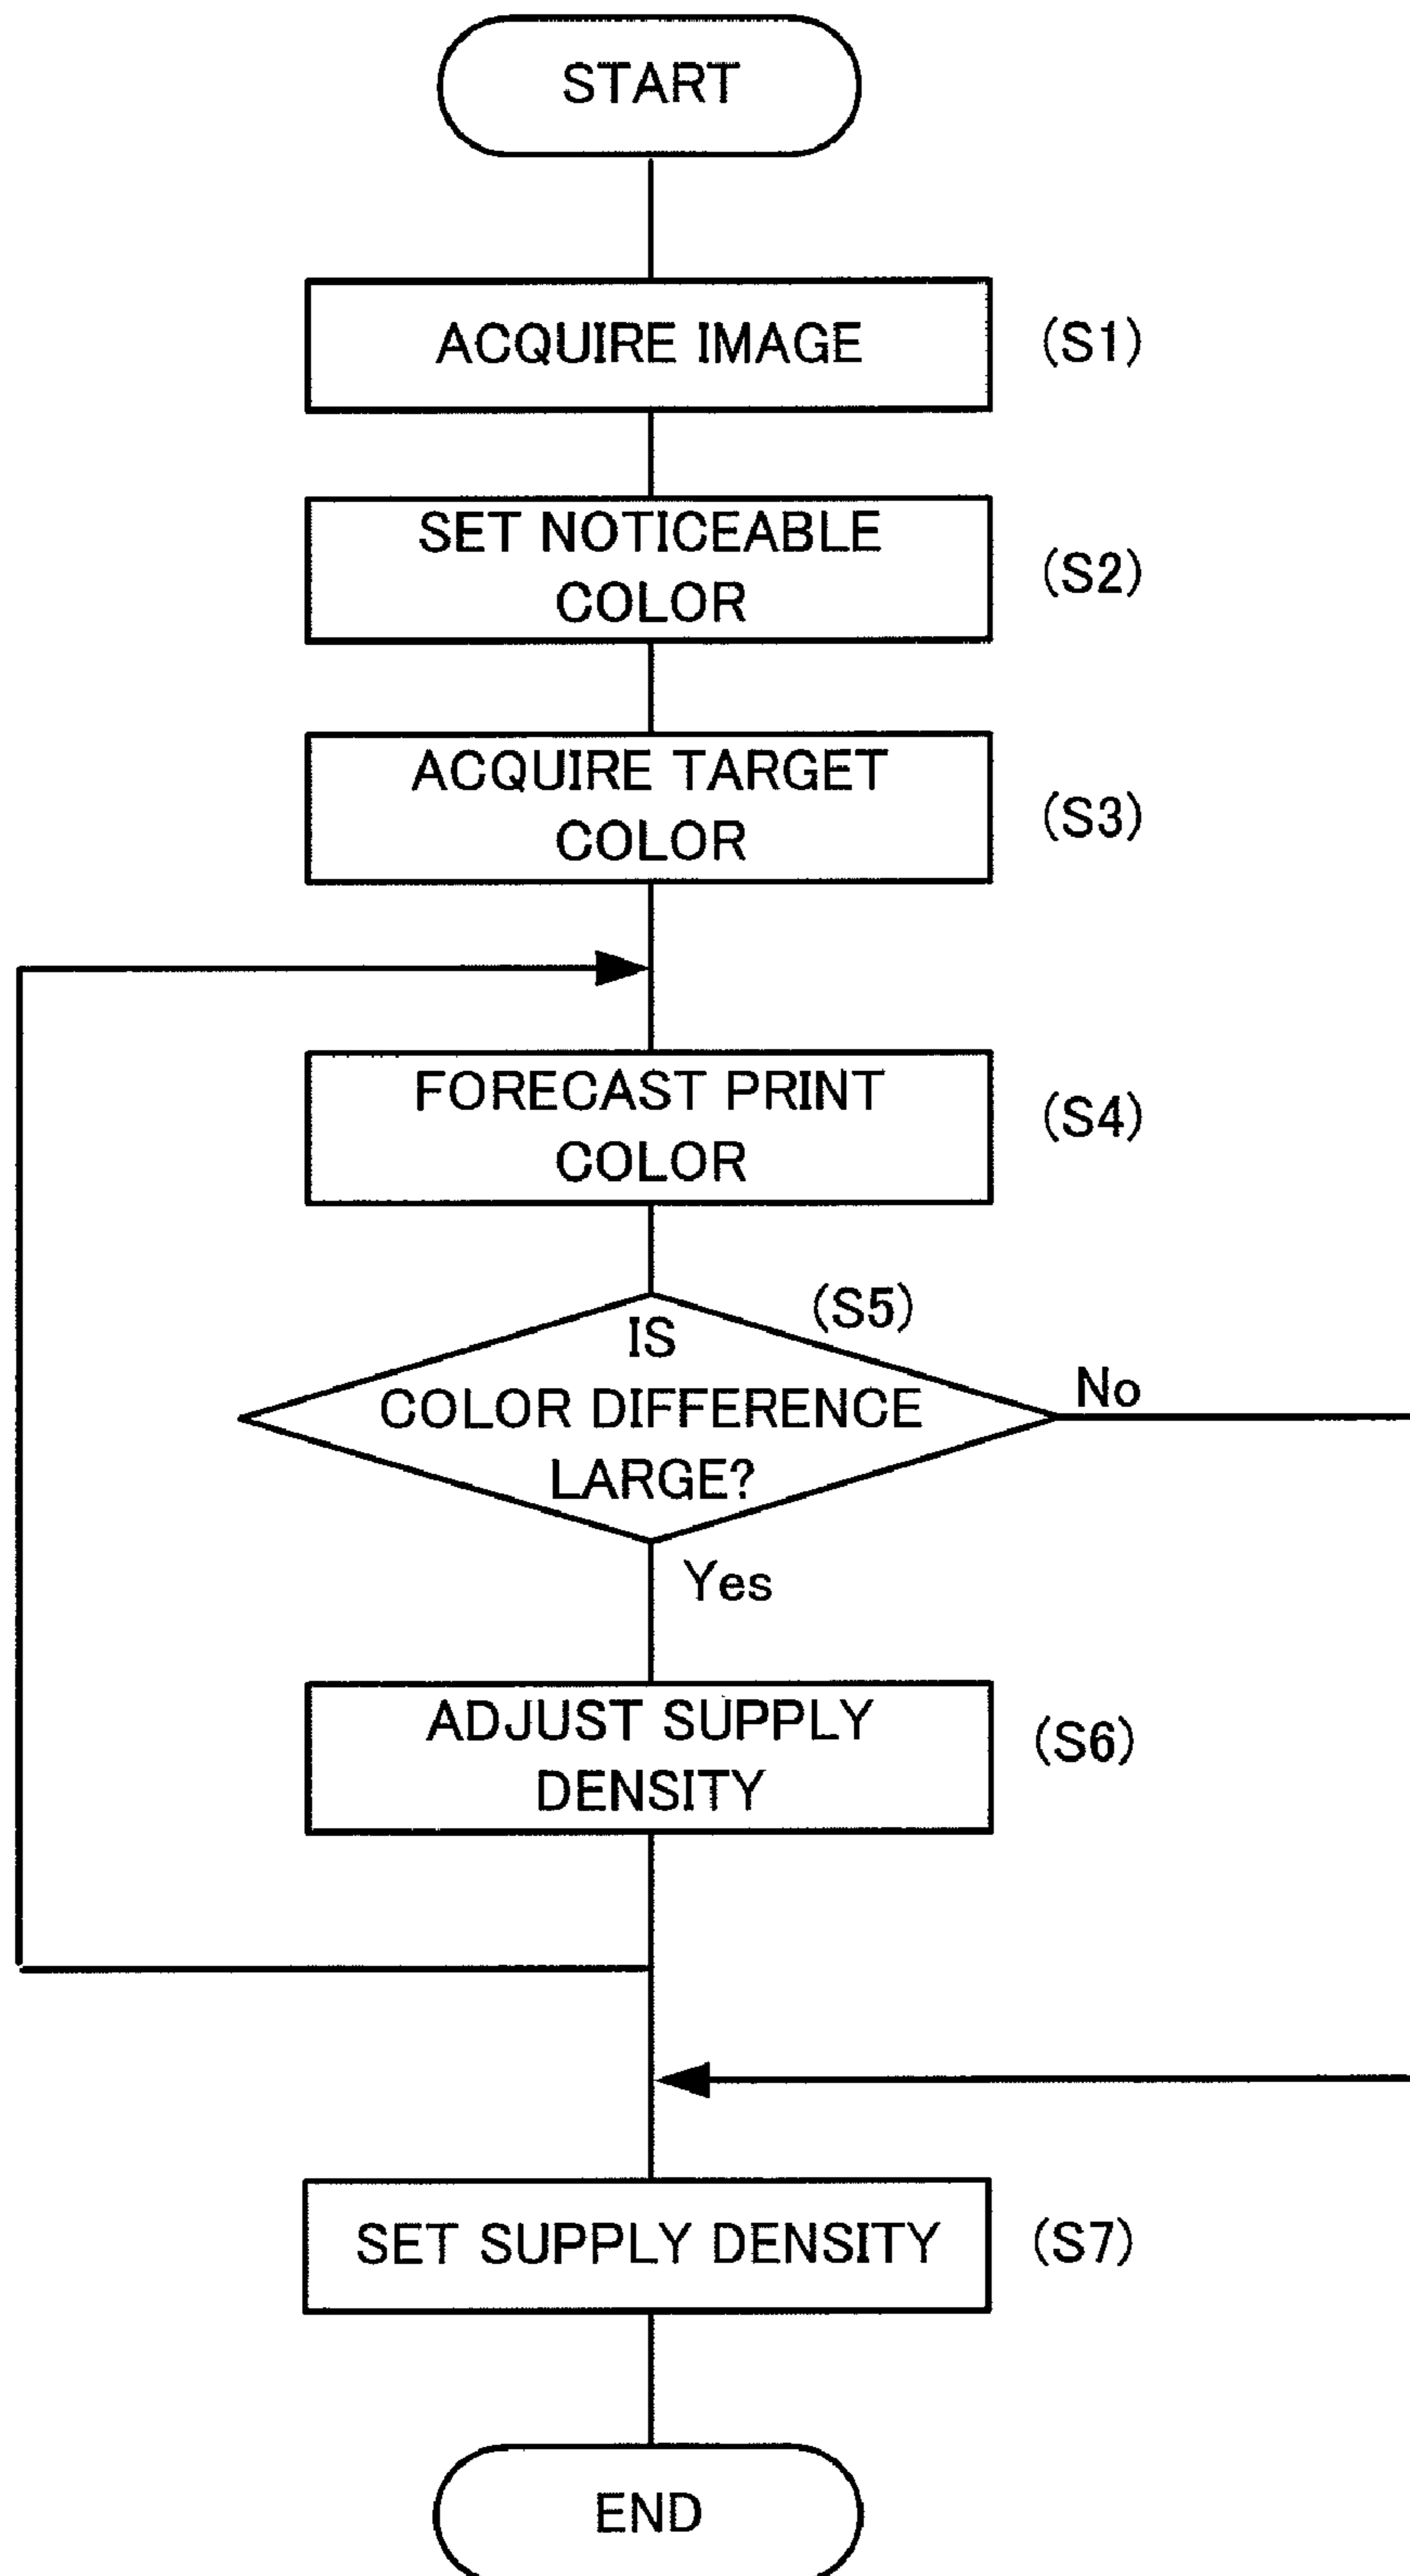 START
ACQUIRE IMAGE
(S1)
SET NOTICEABLE
COLOR
(S2)
ACQUIRE TARGET
COLOR
(S3)
FORECAST PRINT
COLOR
(S4)
(S5)
IS
COLOR DIFFERENCE
LARGE?
No
Yes
ADJUST SUPPLY
DENSITY
(S6)
SET SUPPLY DENSITY
(S7)
END